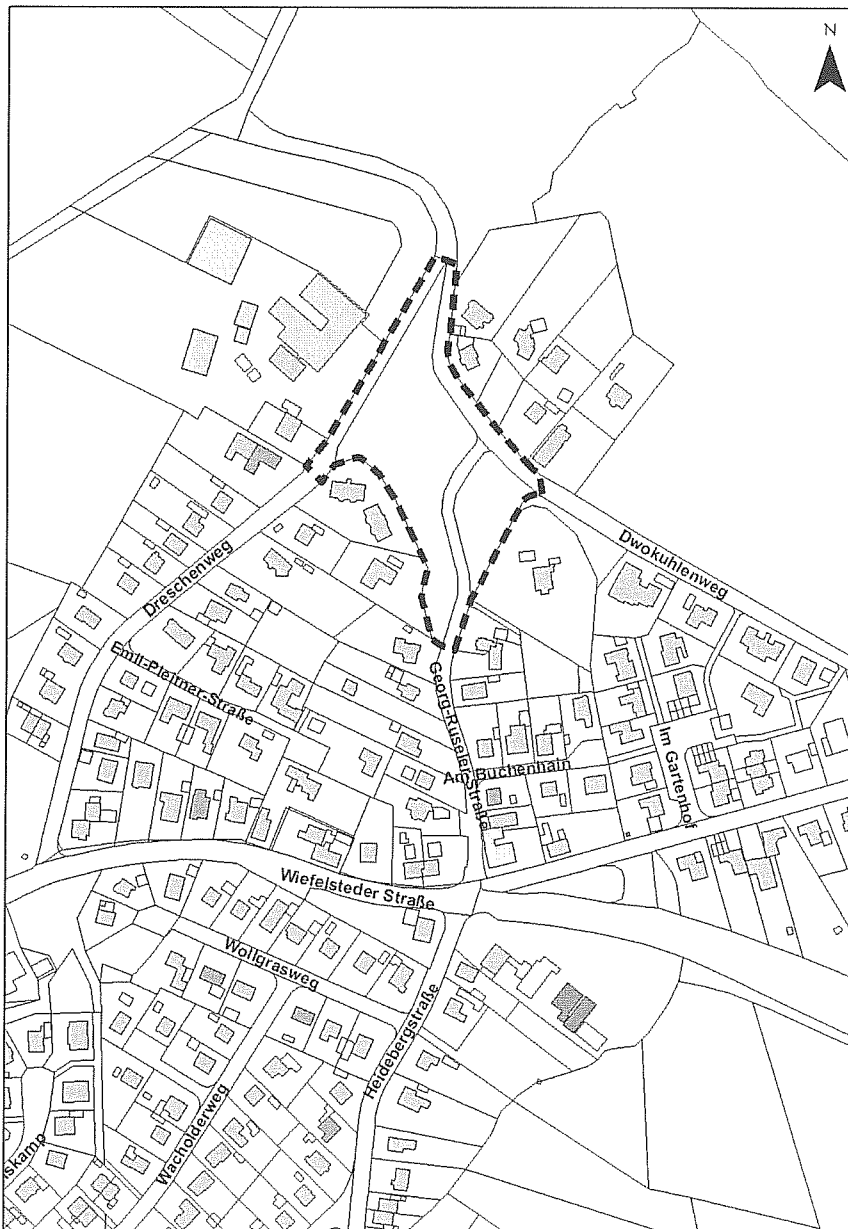 N
Dwokuhlenweg
Dreschenweg
Emil-Pleitner-Straße
Georg-Ruseler-Straße
Am Buchenhain
Im Gartenhof
Wiefelsteder Straße
Wollgrasweg
Heidebergstraße
Wacholderweg
skamp